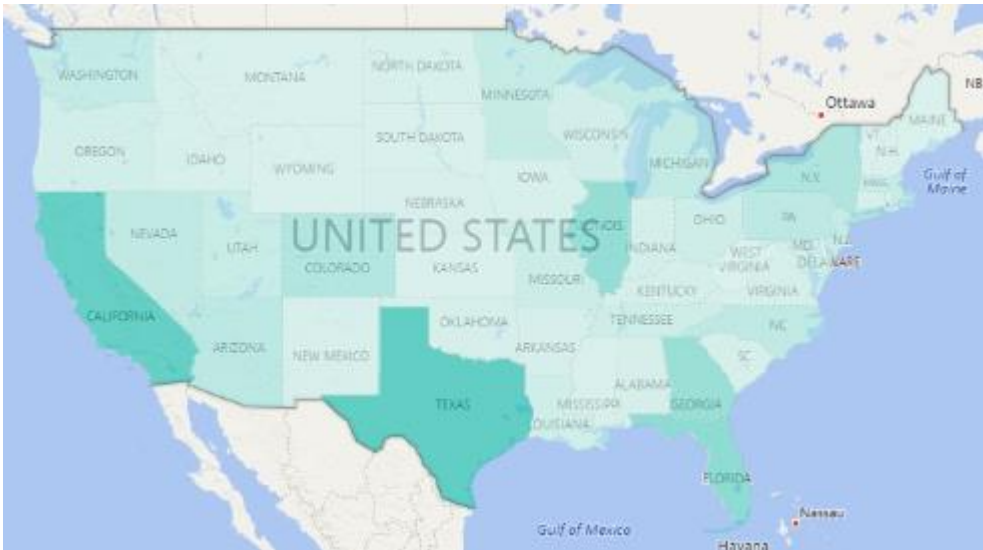 WASHINGTON
MONTANA
NORTH DAKOTA
MINNESOTA
Ottawa
NB
MAINE
VT
N.H.
OREGON
IDAHO
WYOMING
SOUTH DAKOTA
WISCONSIN
MICHIGAN
N.Y.
Gulf of
Maine
IOWA
NEBRASKA
NEVADA
UTAH
UNITED STATES
COLORADO
KANSAS
MISSOURI
INDIANA
OHIO
PA
N.J.
MD
WEST
VIRGINIA
KENTUCKY
VIRGINIA
CALIFORNIA
ARIZONA
NEW MEXICO
OKLAHOMA
ARKANSAS
TENNESSEE
NC
SC
TEXAS
ALABAMA
MISSISSIPPI
GEORGIA
LOUISIANA
FLORIDA
Gulf of Mexico
Nassau
Havana